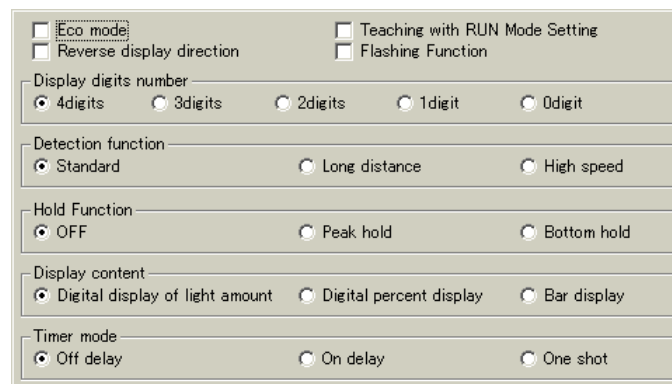 Eco mode Teaching with RUN Mode Setting
Reverse display direction Flashing Function
Display digits number
4digits 3digits 2digits 1digit 0digit
Detection function
Standard Long distance High speed
Hold Function
OFF Peak hold Bottom hold
Display content
Digital display of light amount Digital percent display Bar display
Timer mode
Off delay On delay One shot